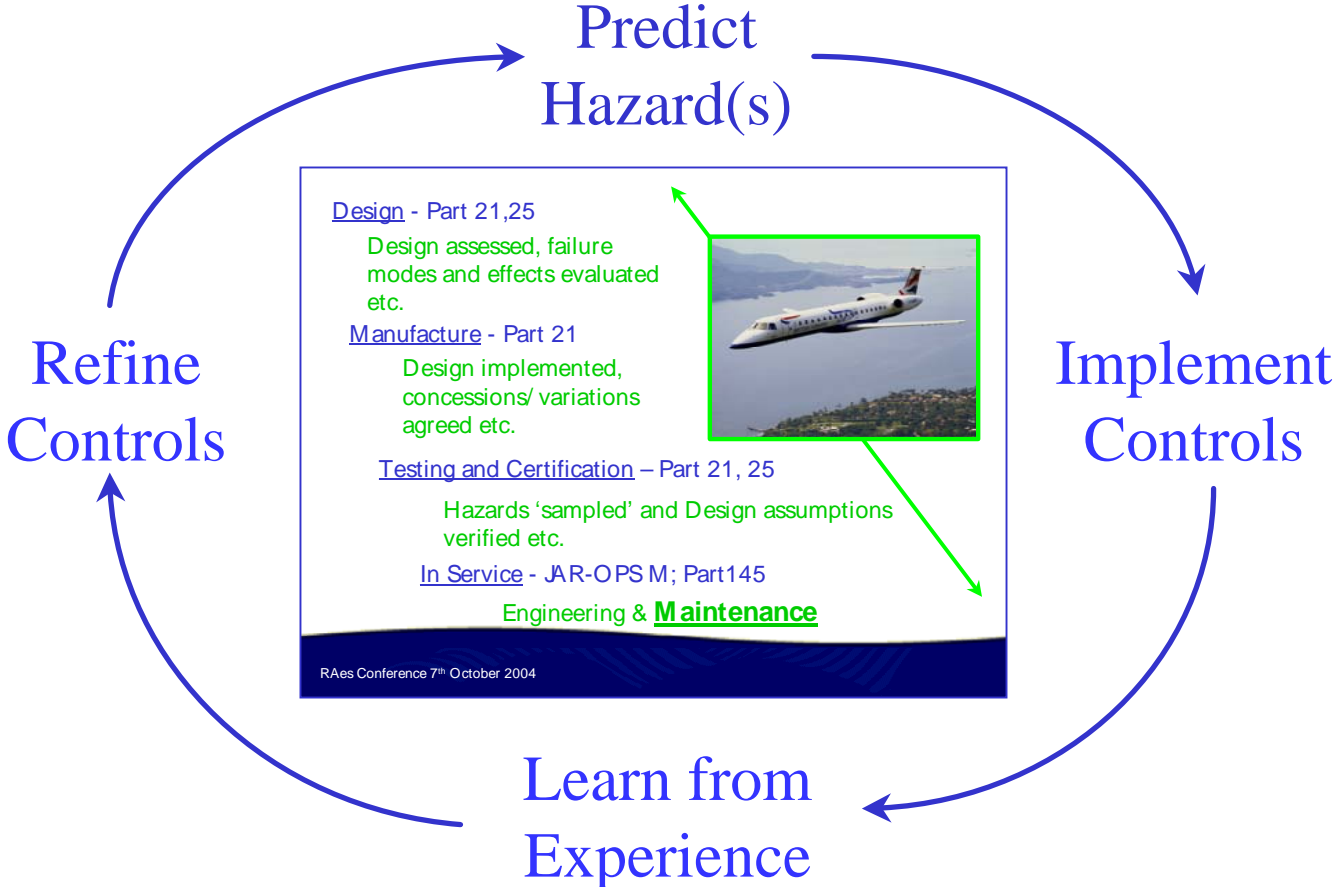 Predict
Hazard(s)
Design - Part 21,25
Design assessed, failure
modes and effects evaluated
etc.
Manufacture - Part 21
Design implemented,
concessions/ variations
agreed etc.
Testing and Certification – Part 21, 25
Hazards ‘sampled’ and Design assumptions
verified etc.
In Service - JAR-OPS M; Part145
Engineering & Maintenance
RAes Conference 7th October 2004
Implement
Controls
Learn from
Experience
Refine
Controls